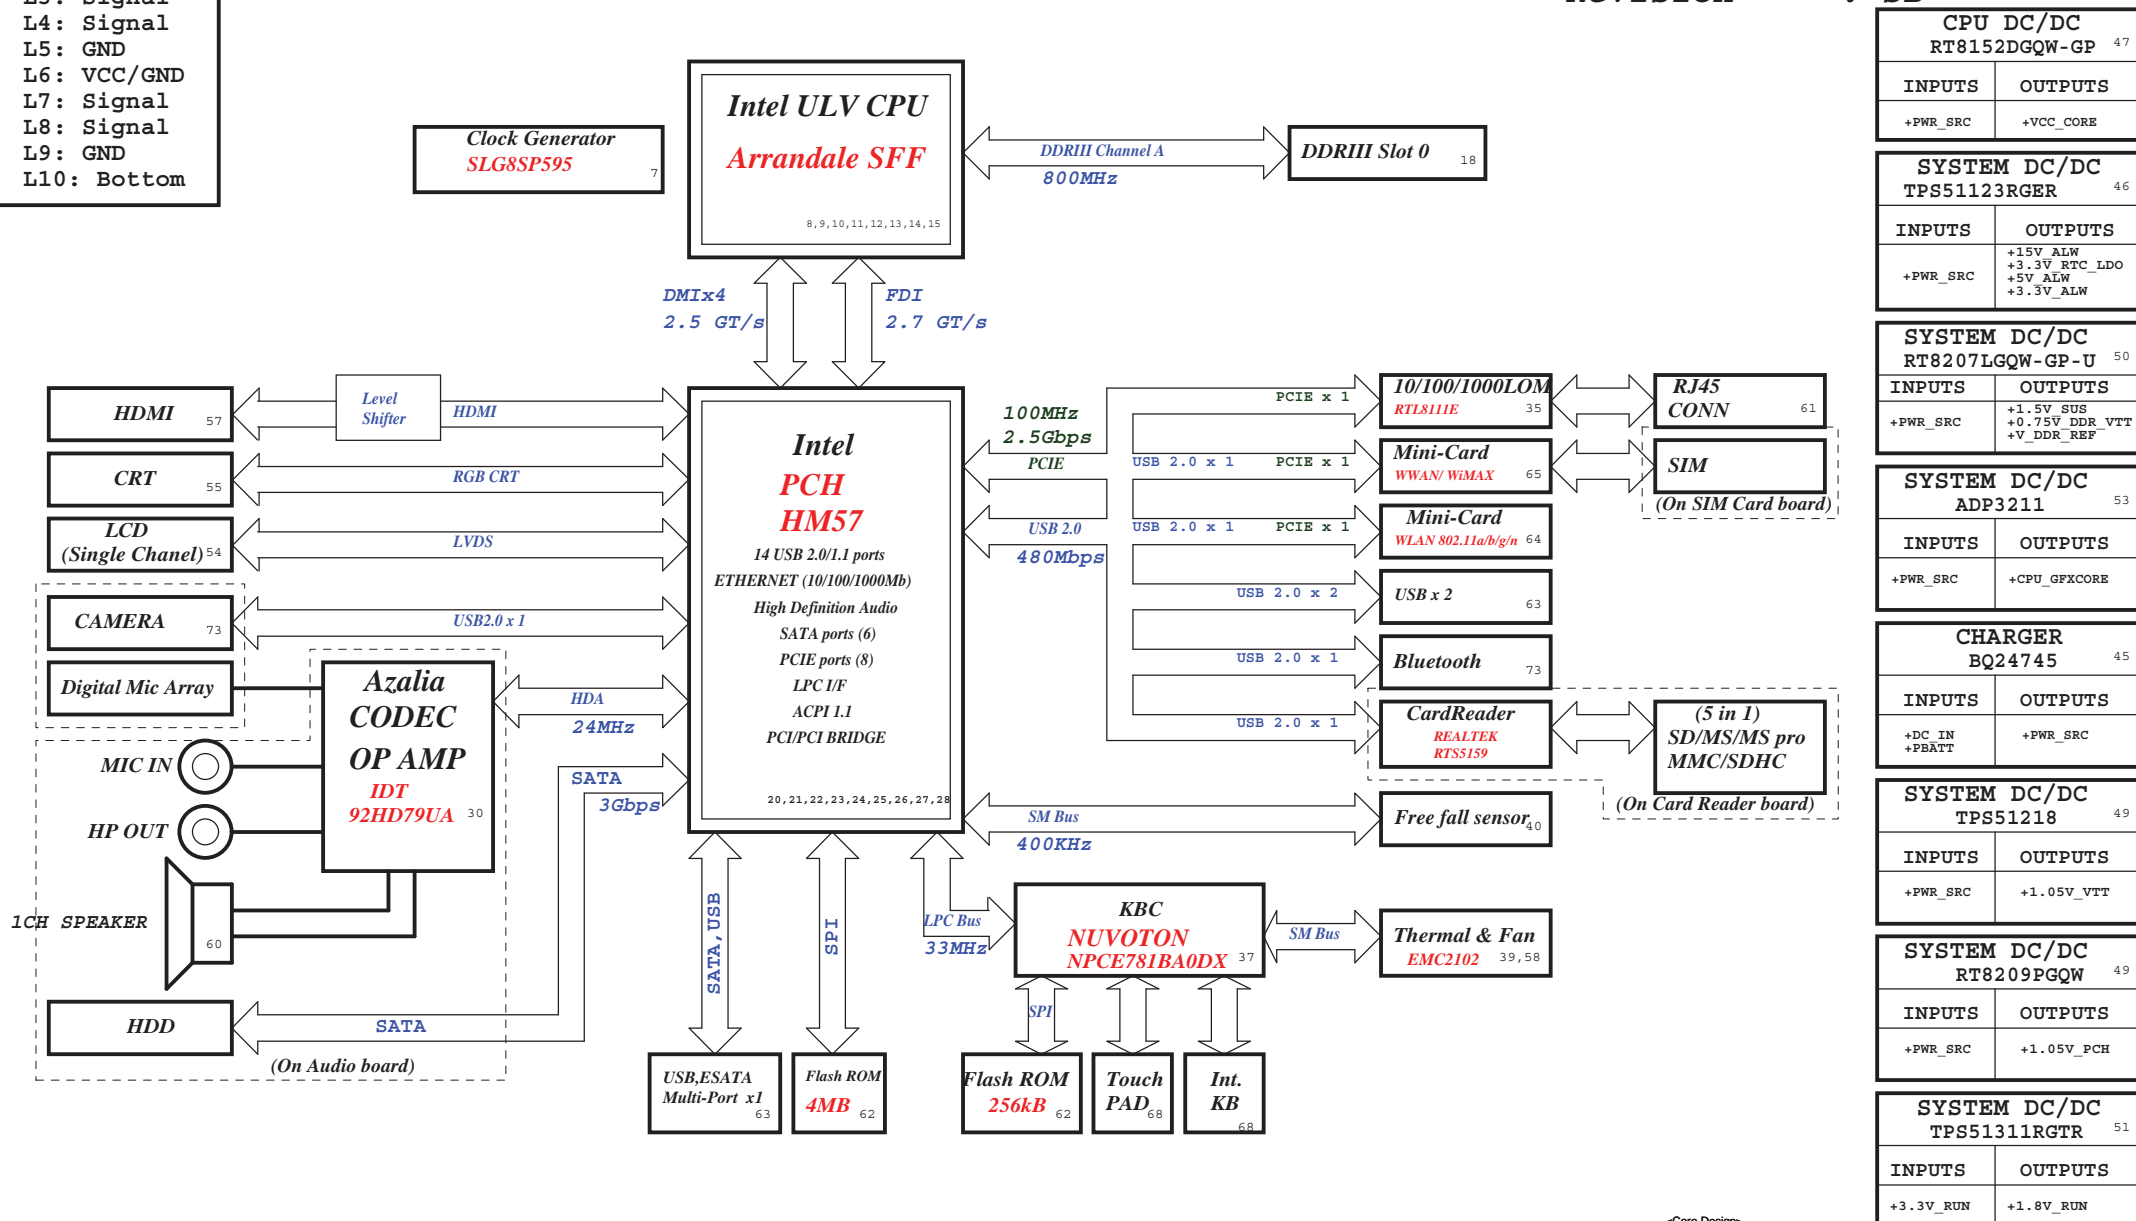 L4: Signal
L5: GND
L6: VCC/GND
L7: Signal
L8: Signal
L9: GND
L10: Bottom
Clock Generator
SLG8SP595
7
Intel ULV CPU
Arrandale SFF
8,9,10,11,12,13,14,15
DDRIII Channel A
800MHz
DDRIII Slot 0
18
DMIx4
2.5 GT/s
FDI
2.7 GT/s
HDMI
57
Level
Shifter
HDMI
CRT
55
RGB CRT
LCD
(Single Chanel)
54
LVDS
CAMERA
73
USB2.0 x 1
Digital Mic Array
Azalia
CODEC
OP AMP
IDT
92HD79UA
30
HDA
24MHz
MIC IN
HP OUT
1CH SPEAKER
60
SATA
3Gbps
HDD
SATA
(On Audio board)
Intel
PCH
HM57
14 USB 2.0/1.1 ports
ETHERNET (10/100/1000Mb)
High Definition Audio
SATA ports (6)
PCIE ports (8)
LPC I/F
ACPI 1.1
PCI/PCI BRIDGE
20,21,22,23,24,25,26,27,28
100MHz
2.5Gbps
PCIE
USB 2.0
480Mbps
PCIE x 1
10/100/1000LOM
RTL8111E
35
RJ45
CONN
61
USB 2.0 x 1
PCIE x 1
Mini-Card
WWAN/ WiMAX
65
SIM
(On SIM Card board)
USB 2.0 x 1
PCIE x 1
Mini-Card
WLAN 802.11a/b/g/n
64
USB 2.0 x 2
USB x 2
63
USB 2.0 x 1
Bluetooth
73
USB 2.0 x 1
CardReader
REALTEK
RTS5159
(5 in 1)
SD/MS/MS pro
MMC/SDHC
(On Card Reader board)
SM Bus
400KHz
Free fall sensor
40
SATA,USB
SPI
LPC Bus
33MHz
KBC
NUVOTON
NPCE781BA0DX
37
SM Bus
Thermal & Fan
EMC2102
39,58
SPI
USB,ESATA
Multi-Port x1
63
Flash ROM
4MB
62
Flash ROM
256kB
62
Touch
PAD
68
Int.
KB
68
CPU DC/DC
RT8152DGQW-GP
47
INPUTS
OUTPUTS
+PWR_SRC
+VCC_CORE
SYSTEM DC/DC
TPS51123RGER
46
INPUTS
OUTPUTS
+PWR_SRC
+15V_ALW
+3.3V_RTC_LDO
+5V_ALW
+3.3V_ALW
SYSTEM DC/DC
RT8207LGQW-GP-U
50
INPUTS
OUTPUTS
+PWR_SRC
+1.5V_SUS
+0.75V_DDR_VTT
+V_DDR_REF
SYSTEM DC/DC
ADP3211
53
INPUTS
OUTPUTS
+PWR_SRC
+CPU_GFXCORE
CHARGER
BQ24745
45
INPUTS
OUTPUTS
+DC_IN
+PBATT
+PWR_SRC
SYSTEM DC/DC
TPS51218
49
INPUTS
OUTPUTS
+PWR_SRC
+1.05V_VTT
SYSTEM DC/DC
RT8209PGQW
49
INPUTS
OUTPUTS
+PWR_SRC
+1.05V_PCH
SYSTEM DC/DC
TPS51311RGTR
51
INPUTS
OUTPUTS
+3.3V_RUN
+1.8V_RUN